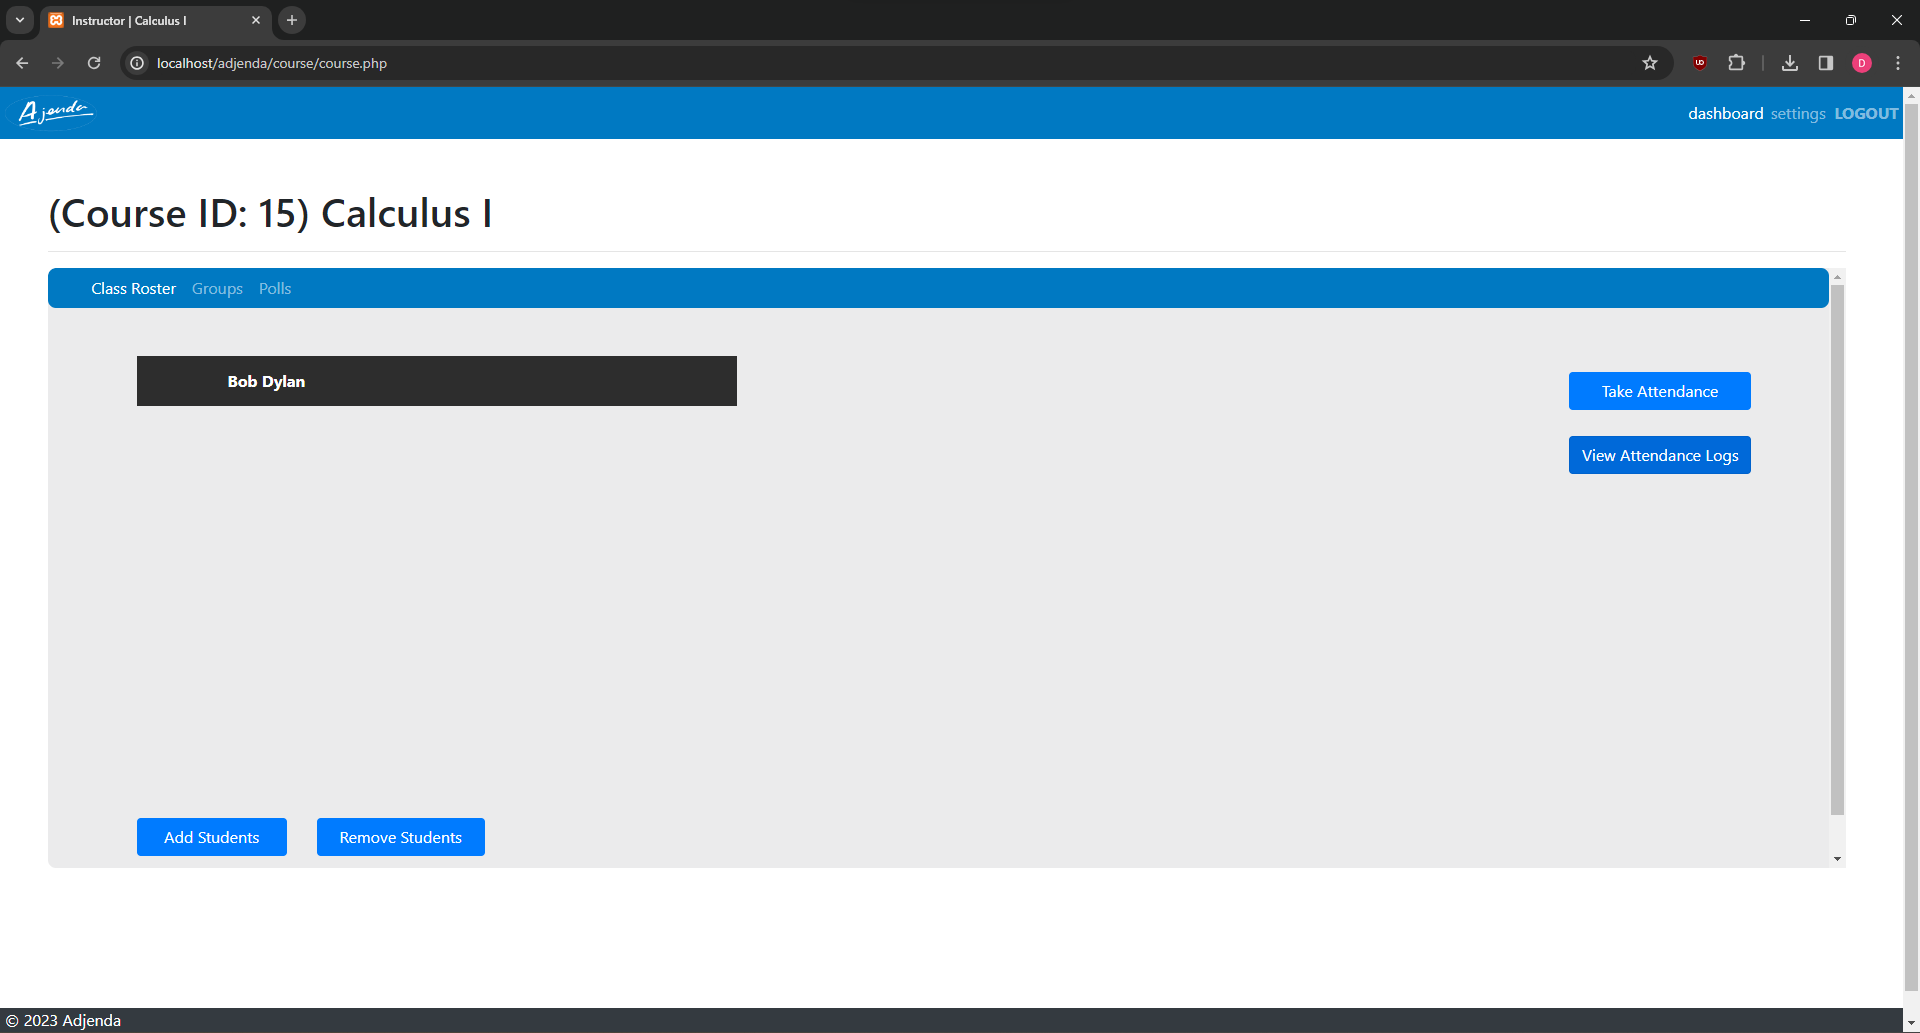 Instructor | Calculus I
localhost/adjenda/course/course.php
D
Ajenda
dashboard settings LOGOUT
(Course ID: 15) Calculus I
Class Roster Groups Polls
Bob Dylan
Take Attendance
View Attendance Logs
Add Students Remove Students
© 2023 Adjenda